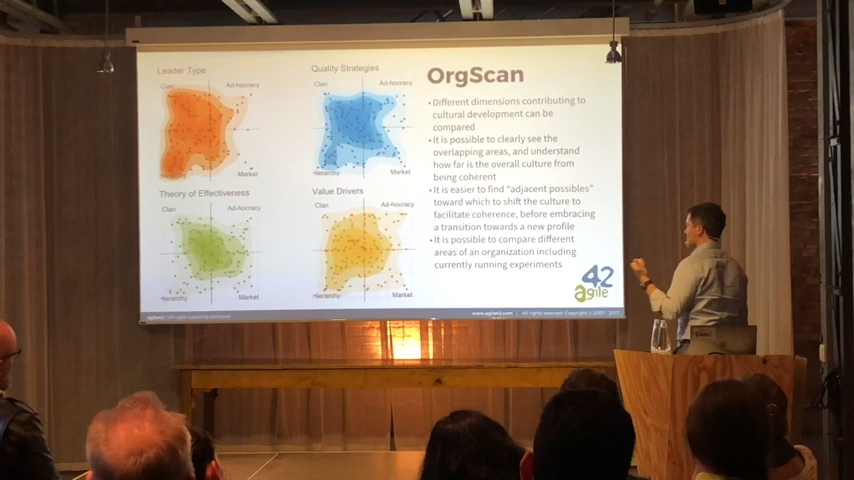 Leader Type
Clan
Ad-hocracy
Market
Quality Strategies
Clan
Ad-hocracy
Hierarchy
Market
Theory of Effectiveness
Clan
Ad-hocracy
Hierarchy
Market
Value Drivers
Clan
Ad-hocracy
Hierarchy
Market
OrgScan
•Different dimensions contributing to
cultural development can be
compared
•It is possible to clearly see the
overlapping areas, and understand
how far is the overall culture from
being coherent
•It is easier to find “adjacent possibles”
toward which to shift the culture to
facilitate coherence, before embracing
a transition towards a new profile
•It is possible to compare different
areas of an organization including
currently running experiments
agile
42
agile42 | the agile coaching company
www.agile42.com | All rights reserved. Copyright © 2007 - 2017